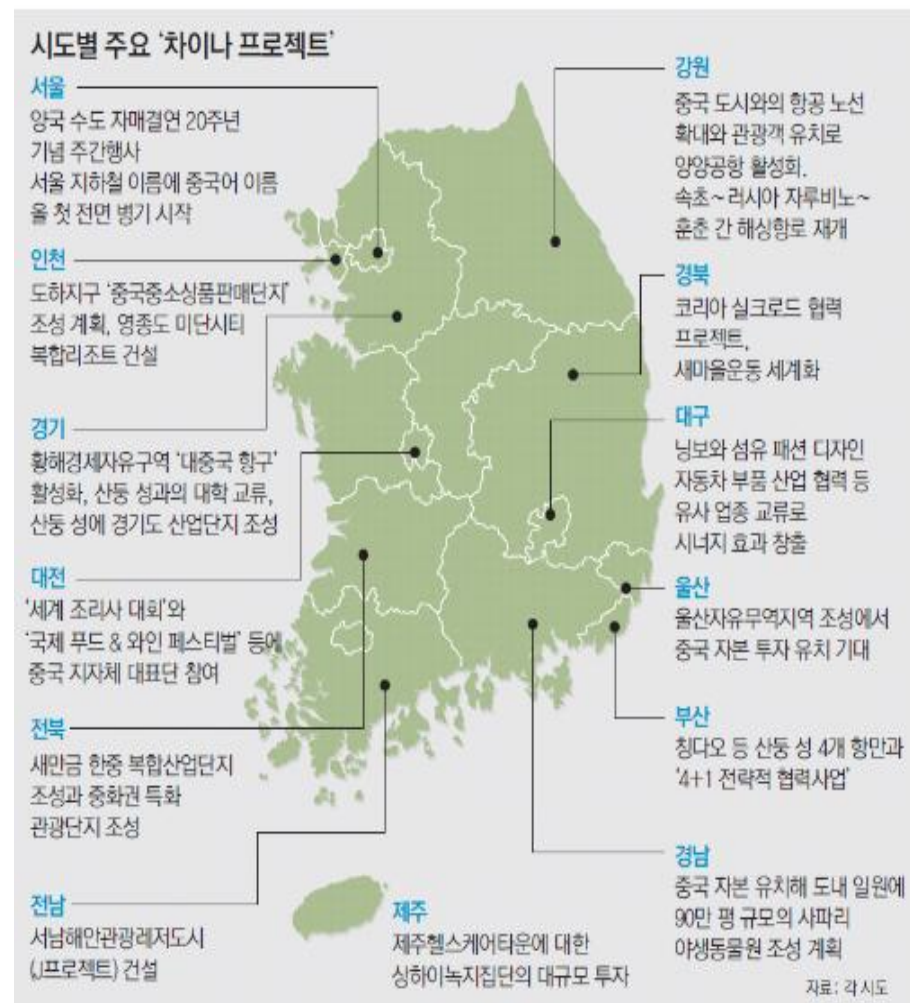 시도별 주요 '차이나 프로젝트'
서울
양국 수도 자매결연 20주년
기념 주간행사
서울 지하철 이름에 중국어 이름
올 첫 전면 병기 시작
인천
도하지구 '중국중소상품판매단지'
조성 계획, 영종도 미단시티
복합리조트 건설
경기
황해경제자유구역 '대중국 항구'
활성화, 산둥 성과의 대학 교류,
산둥 성에 경기도 산업단지 조성
대전
'세계 조리사 대회'와
'국제 푸드 & 와인 페스티벌' 등에
중국 지자체 대표단 참여
전북
새만금 한중 복합산업단지
조성과 중화권 특화
관광단지 조성
전남
서남해안관광레저도시
(J프로젝트) 건설
제주
제주헬스케어타운에 대한
싱하이녹지집단의 대규모 투자
강원
중국 도시와의 항공 노선
확대와 관광객 유치로
양양공항 활성화.
속초~러시아 자루비노~
훈춘 간 해상항로 재개
경북
코리아 실크로드 협력
프로젝트,
새마을운동 세계화
대구
닝보와 섬유 패션 디자인
자동차 부품 산업 협력 등
유사 업종 교류로
시너지 효과 창출
울산
울산자유무역지역 조성에서
중국 자본 투자 유치 기대
부산
칭다오 등 산둥 성 4개 항만과
'4+1 전략적 협력사업'
경남
중국 자본 유치해 도내 일원에
90만 평 규모의 사파리
야생동물원 조성 계획
자료: 각 시도